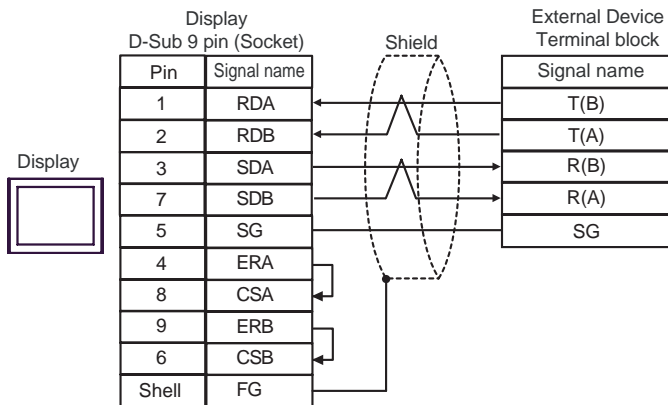 Display
D-Sub 9 pin (Socket)
Shield
External Device
Terminal block
Pin Signal name
Signal name
1 RDA
T(B)
2 RDB
T(A)
Display
3 SDA
R(B)
7 SDB
R(A)
5 SG
SG
4 ERA
8 CSA
9 ERB
6 CSB
Shell FG